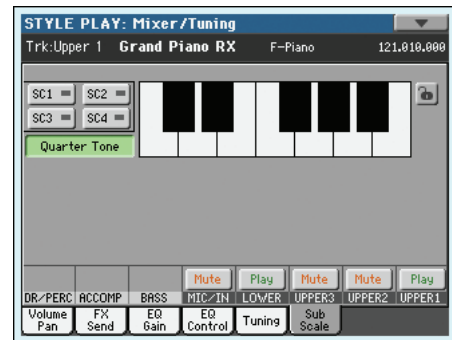 STYLE PLAY: Mixer/Tuning
Trk:Upper 1 Grand Piano RX F-Piano 121.010.000
SC1 SC2
SC3 SC4
Quarter Tone
Mute Play Mute Mute Play
DR/PERC ACCOMP BASS MIC/IN LOWER UPPER3 UPPER2 UPPER1
Volume Pan FX Send EQ Gain EQ Control Tuning Sub Scale